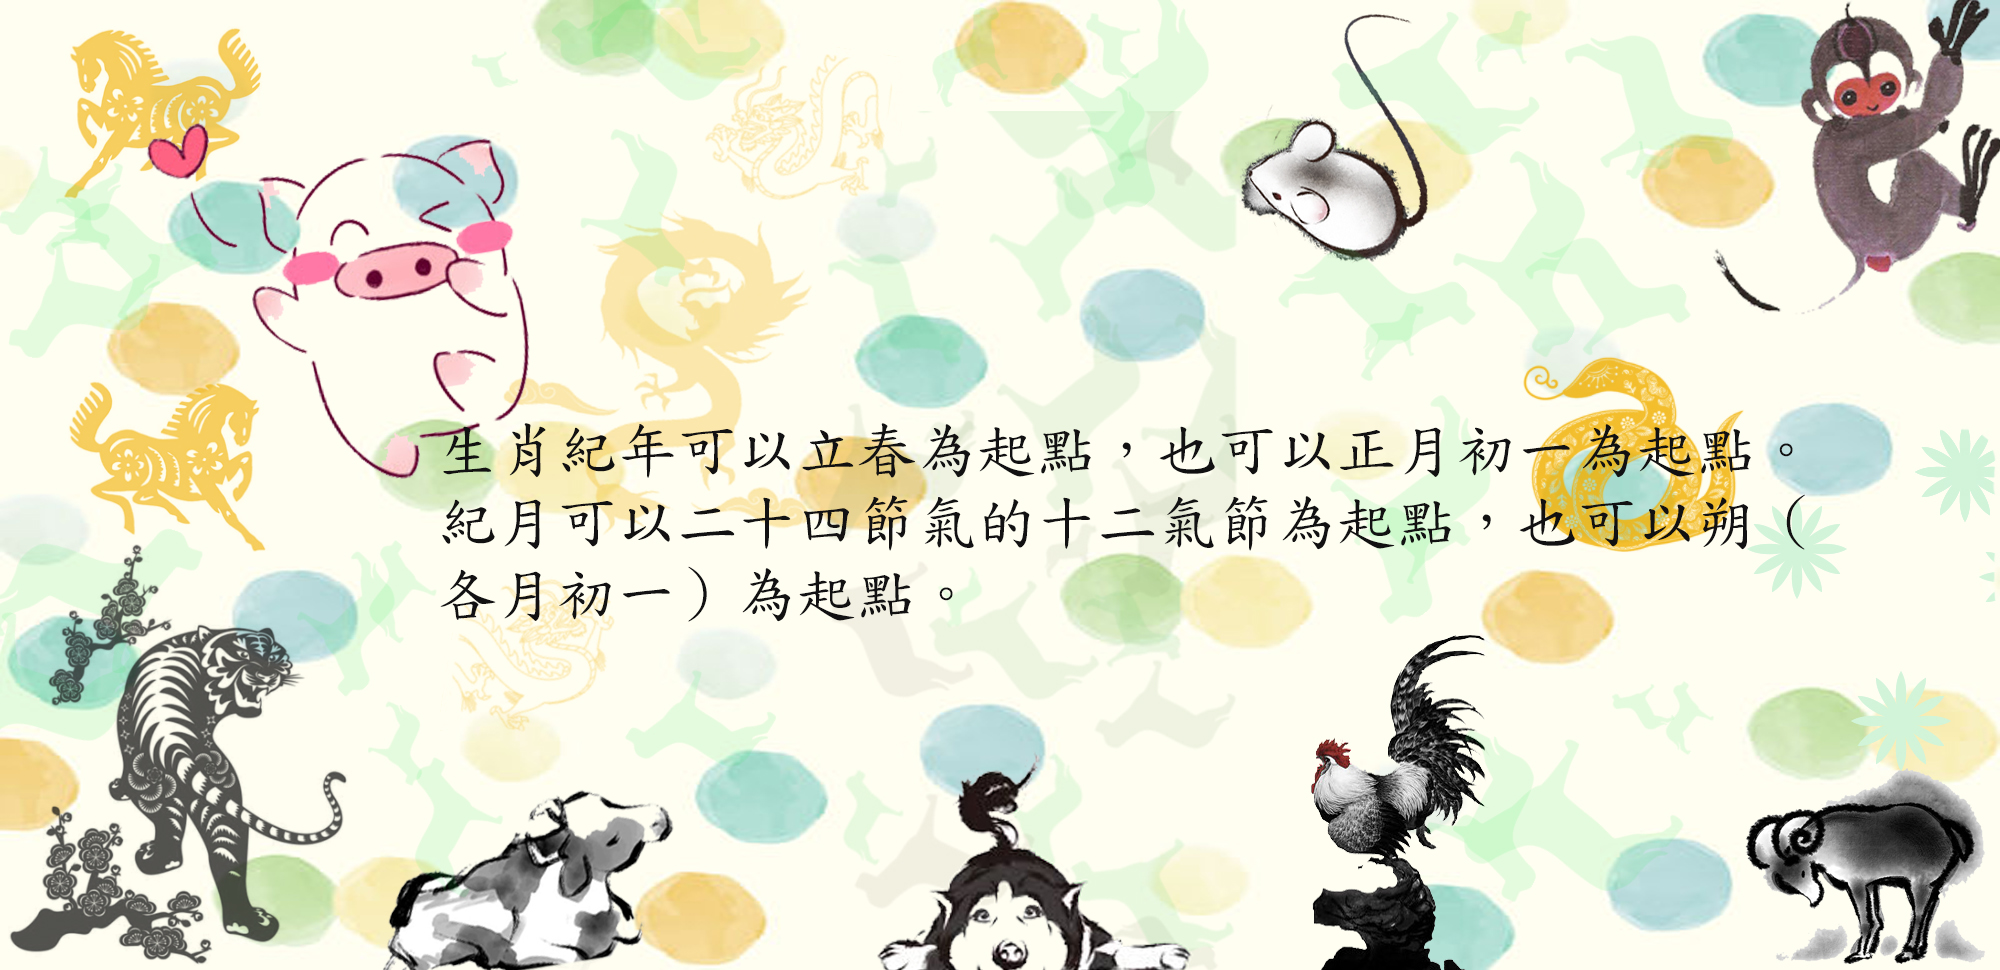 生肖紀年可以立春為起點，也可以正月初一為起點。
紀月可以二十四節氣的十二氣節為起點，也可以朔（
各月初一）為起點。